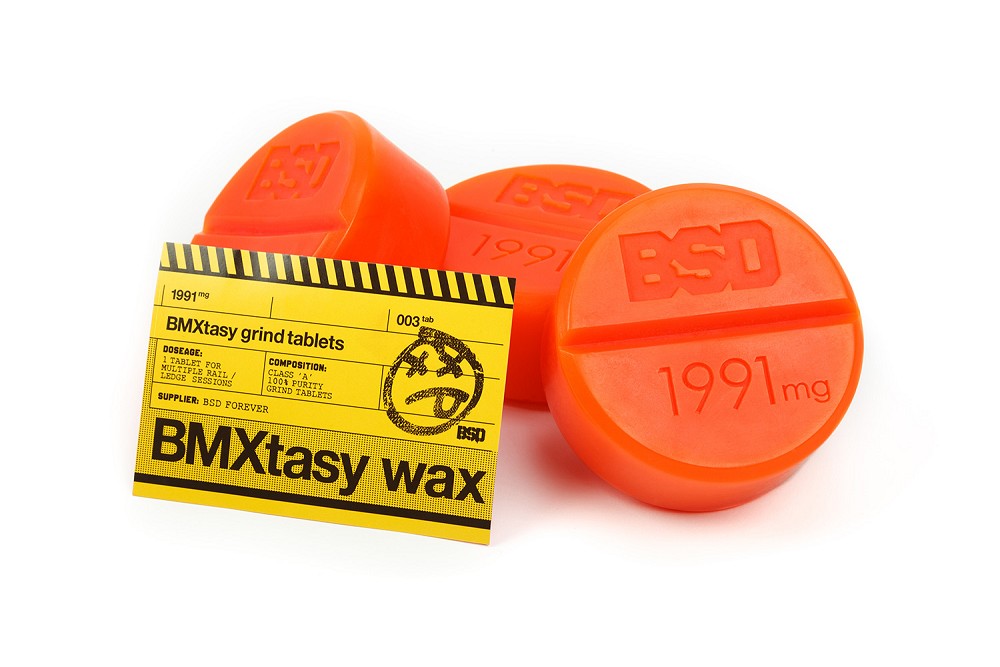 BSD
BSD
1991
BSD
1991mg
1991mg
003tab
BMXtasy grind tablets
DOSEAGE:
1 TABLET FOR
MULTIPLE RAIL /
LEDGE SESSIONS
COMPOSITION:
CLASS 'A'
100% PURITY
GRIND TABLETS
SUPPLIER: BSD FOREVER
BSD
BMXtasy wax